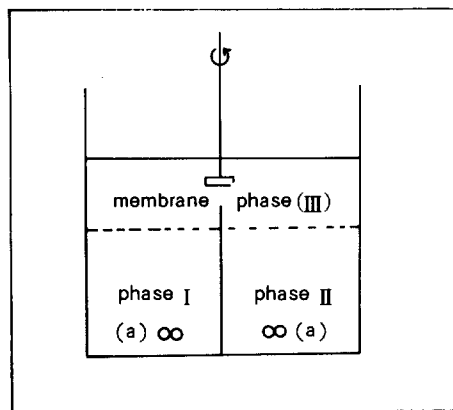 membrane phase (III)
phase I phase II
(a) ∞ ∞ (a)